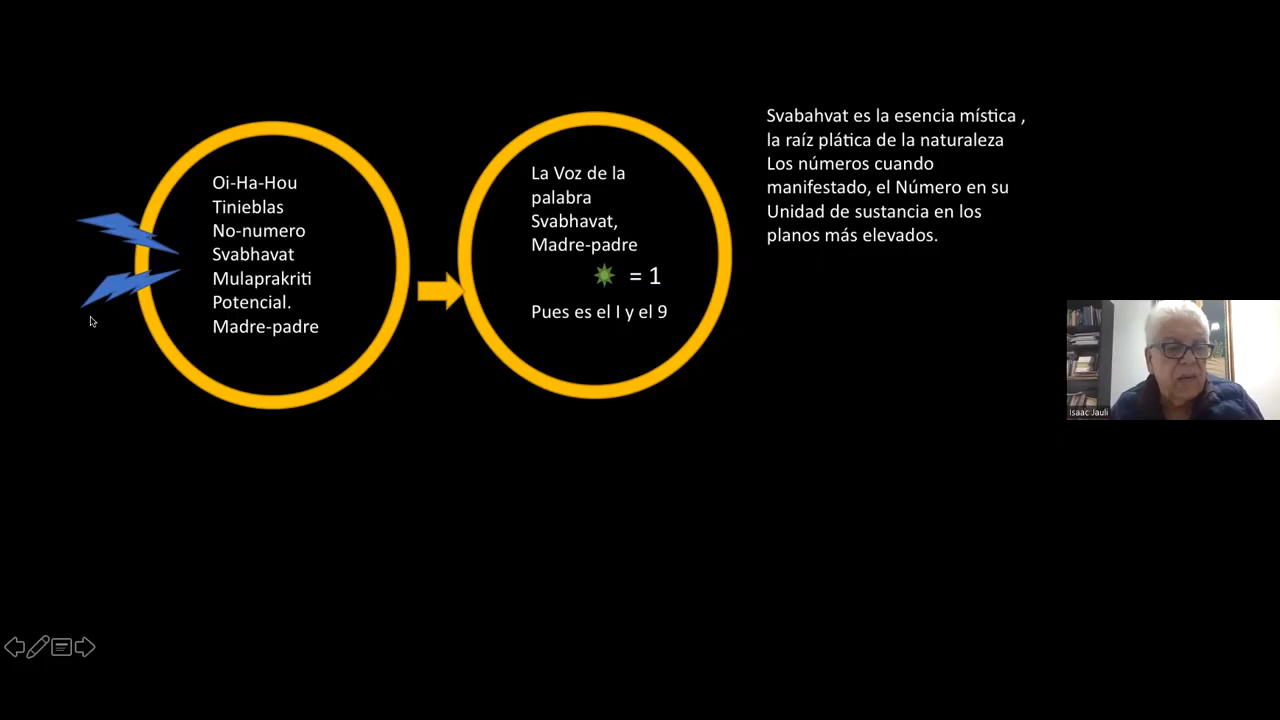 Oi-Ha-Hou
Tinieblas
No-numero
Svabhavat
Mulaprakriti
Potencial.
Madre-padre
La Voz de la
palabra
Svabhavat,
Madre-padre
= 1
Pues es el I y el 9
Svabahvat es la esencia mística ,
la raíz plática de la naturaleza
Los números cuando
manifestado, el Número en su
Unidad de sustancia en los
planos más elevados.
Isaac Jauli